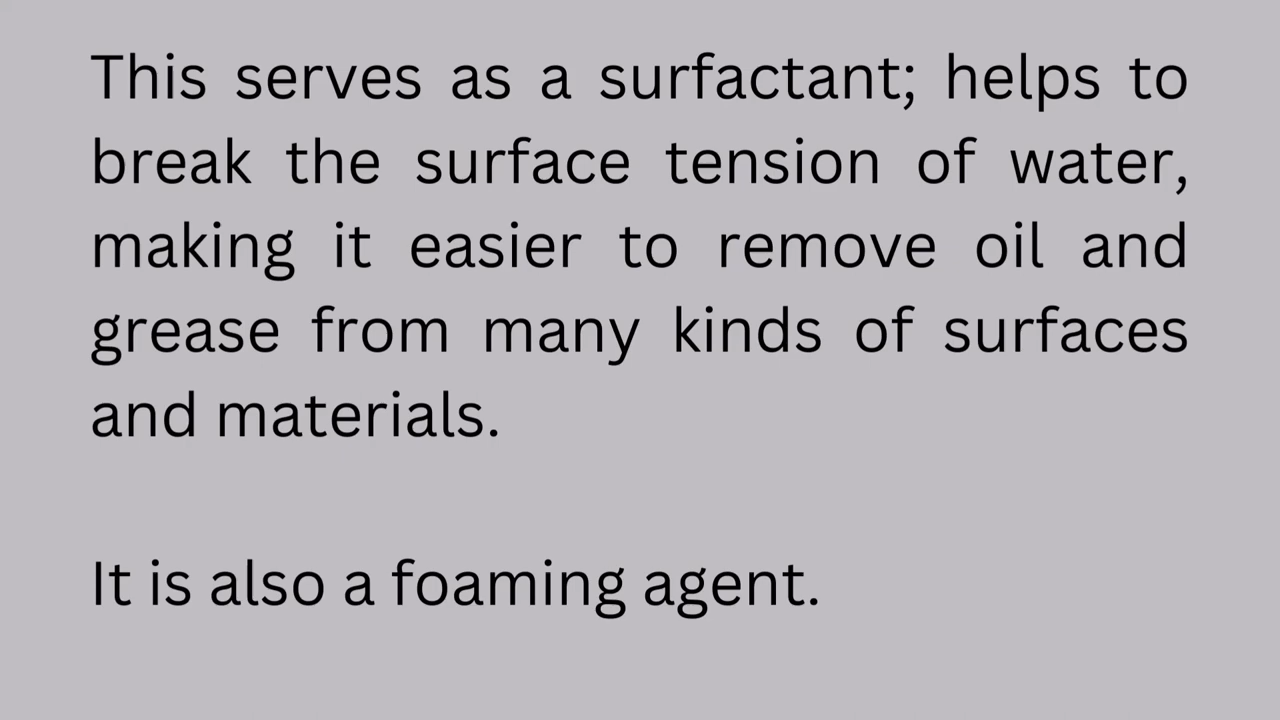 This serves as a surfactant; helps to
break the surface tension of water,
making it easier to remove oil and
grease from many kinds of surfaces
and materials.
It is also a foaming agent.